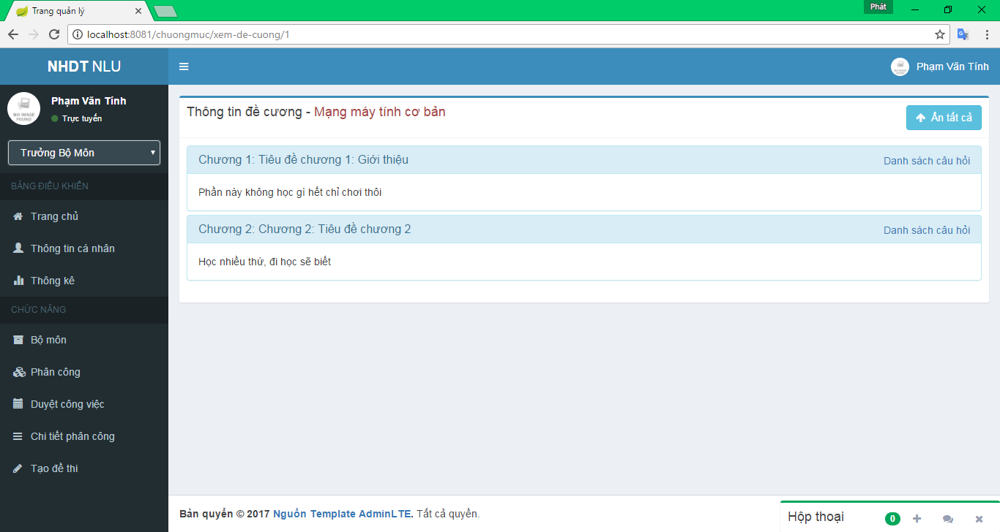 Trang quản lý
Phát
localhost:8081/chuongmuc/xem-de-cuong/1
NHDT NLU
Phạm Văn Tính
Phạm Văn Tính
Trực tuyến
NO IMAGE FOUND
Trưởng Bộ Môn
BẢNG ĐIỀU KHIỂN
Trang chủ
Thông tin cá nhân
Thống kê
CHỨC NĂNG
Bộ môn
Phân công
Duyệt công việc
Chi tiết phân công
Tạo đề thi
Thông tin đề cương - Mạng máy tính cơ bản
Ẩn tất cả
Chương 1: Tiêu đề chương 1: Giới thiệu
Danh sách câu hỏi
Phần này không học gì hết chỉ chơi thôi
Chương 2: Chương 2: Tiêu đề chương 2
Danh sách câu hỏi
Học nhiều thứ, đi học sẽ biết
Bản quyền © 2017 Nguồn Template AdminLTE. Tất cả quyền.
Hộp thoại
0